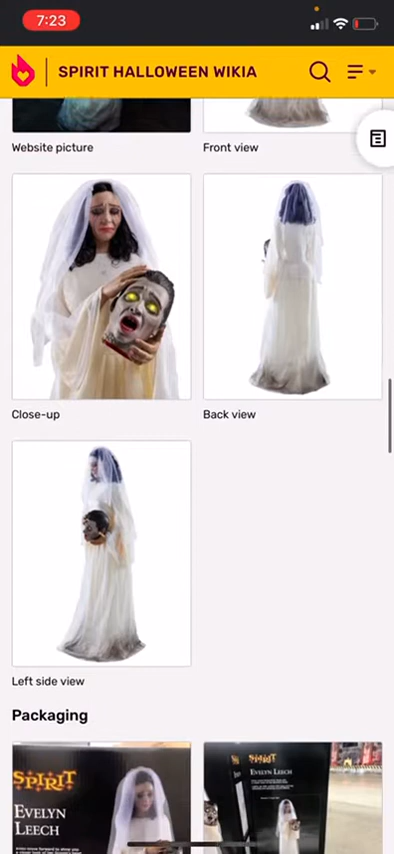 7:23
SPIRIT HALLOWEEN WIKIA
Website picture
Front view
Close-up
Back view
Left side view
Packaging
SPIRIT
EVELYN
LEECH
SPIRIT
EVELYN LEECH